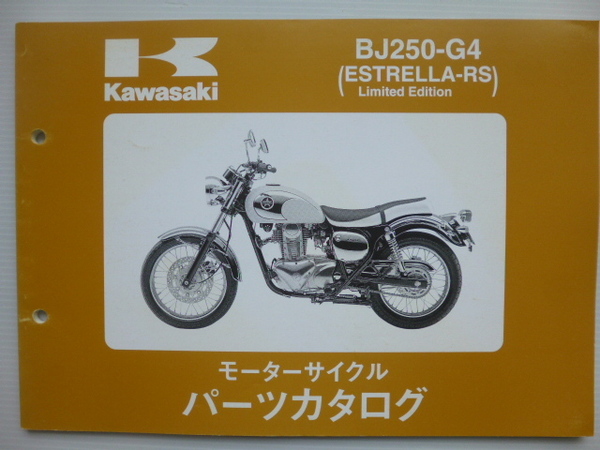 Kawasaki
BJ250-G4
(ESTRELLA-RS)
Limited Edition
モーターサイクル
パーツカタログ